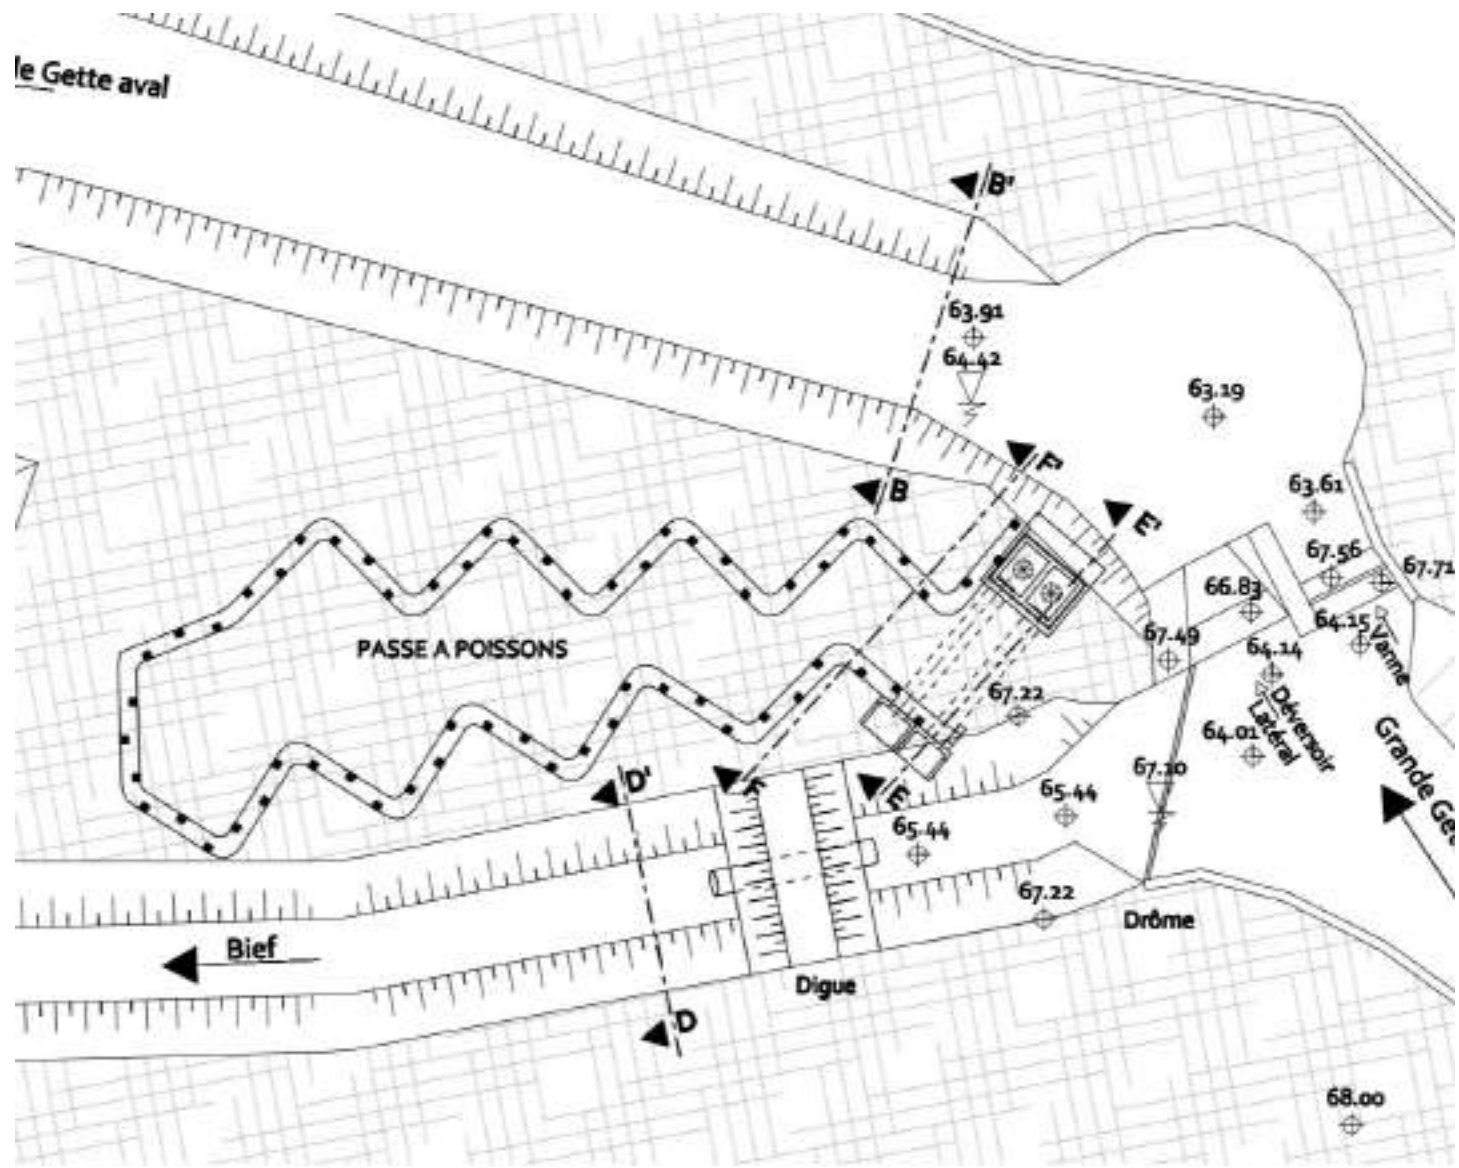 le Gette aval
B'
63.91
64.42
63.19
F'
B
E'
63.61
67.56
67.71
66.83
64.15
Vanne
67.49
64.14
PASSE A POISSONS
67.22
Déversoir
Latéral
64.01
Grande Ge
67.10
D'
F
E
65.44
65.44
67.22
Drôme
Bief
Digue
D
68.00